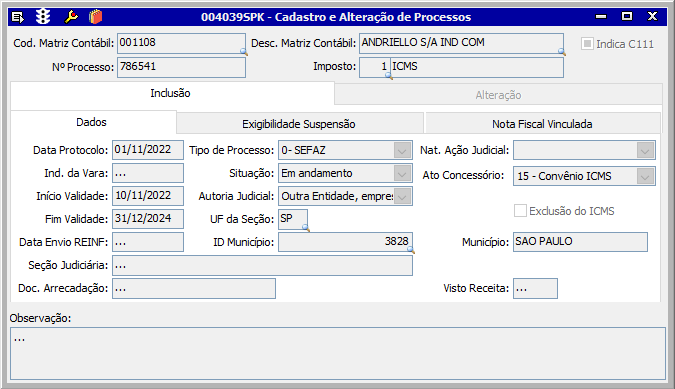 004039SPK - Cadastro e Alteração de Processos
Cod. Matriz Contábil: 001108 Desc. Matriz Contábil: ANDRIELLO S/A IND COM Indica C111
Nº Processo: 786541 Imposto: 1 ICMS
Inclusão Alteração
Dados Exigibilidade Suspensão Nota Fiscal Vinculada
Data Protocolo: 01/11/2022 Tipo de Processo: 0- SEFAZ Nat. Ação Judicial:
Ind. da Vara: ... Situação: Em andamento Ato Concessório: 15 - Convênio ICMS
Início Validade: 10/11/2022 Autoria Judicial: Outra Entidade, empres
Fim Validade: 31/12/2024 UF da Seção: SP Exclusão do ICMS
Data Envio REINF: ... ID Município: 3828 Município: SAO PAULO
Seção Judiciária: ...
Doc. Arrecadação: ... Visto Receita: ...
Observação:
...